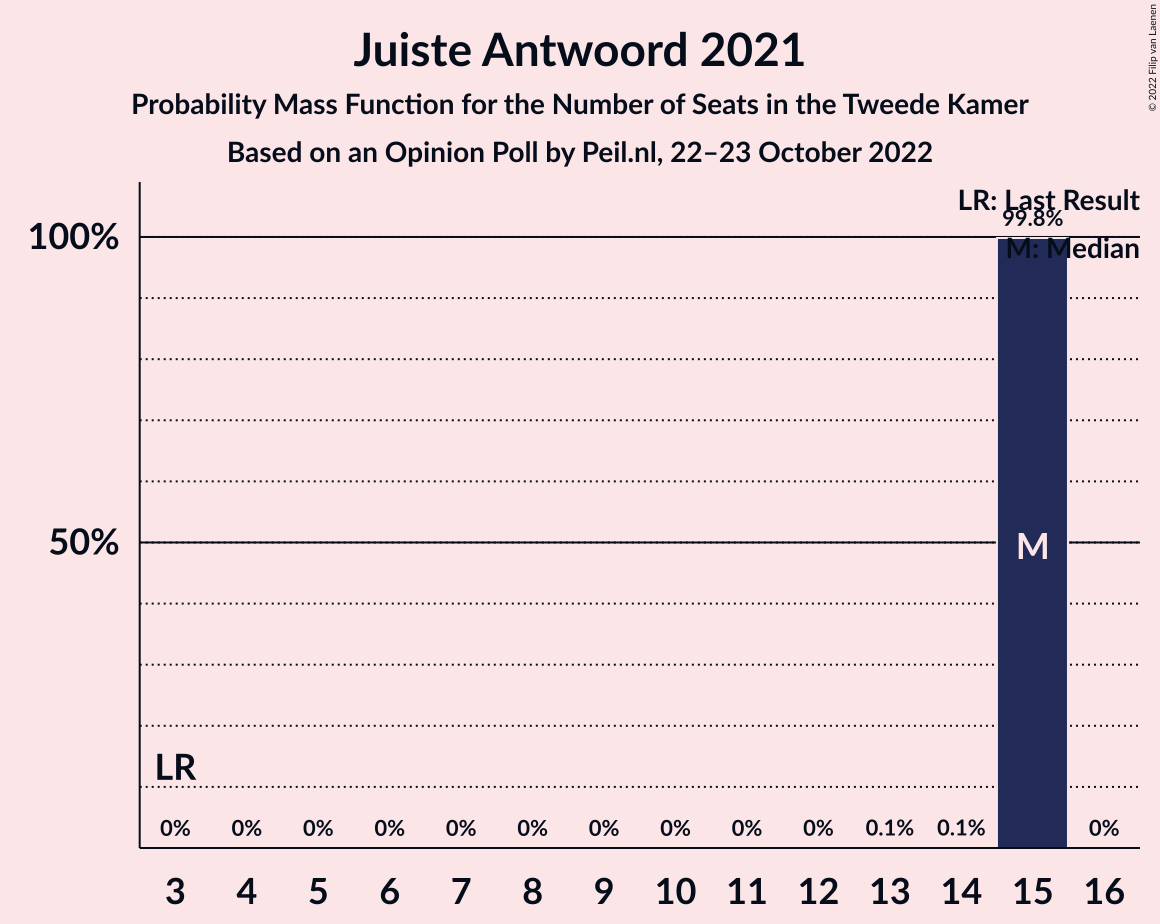 Juiste Antwoord 2021
Probability Mass Function for the Number of Seats in the Tweede Kamer
Based on an Opinion Poll by Peil.nl, 22–23 October 2022
© 2022 Filip van Laenen
LR: Last Result
99.8%
M: Median
100%
50%
M
LR
0% 0% 0% 0% 0% 0% 0% 0% 0% 0% 0.1% 0.1% 0%
3 4 5 6 7 8 9 10 11 12 13 14 15 16